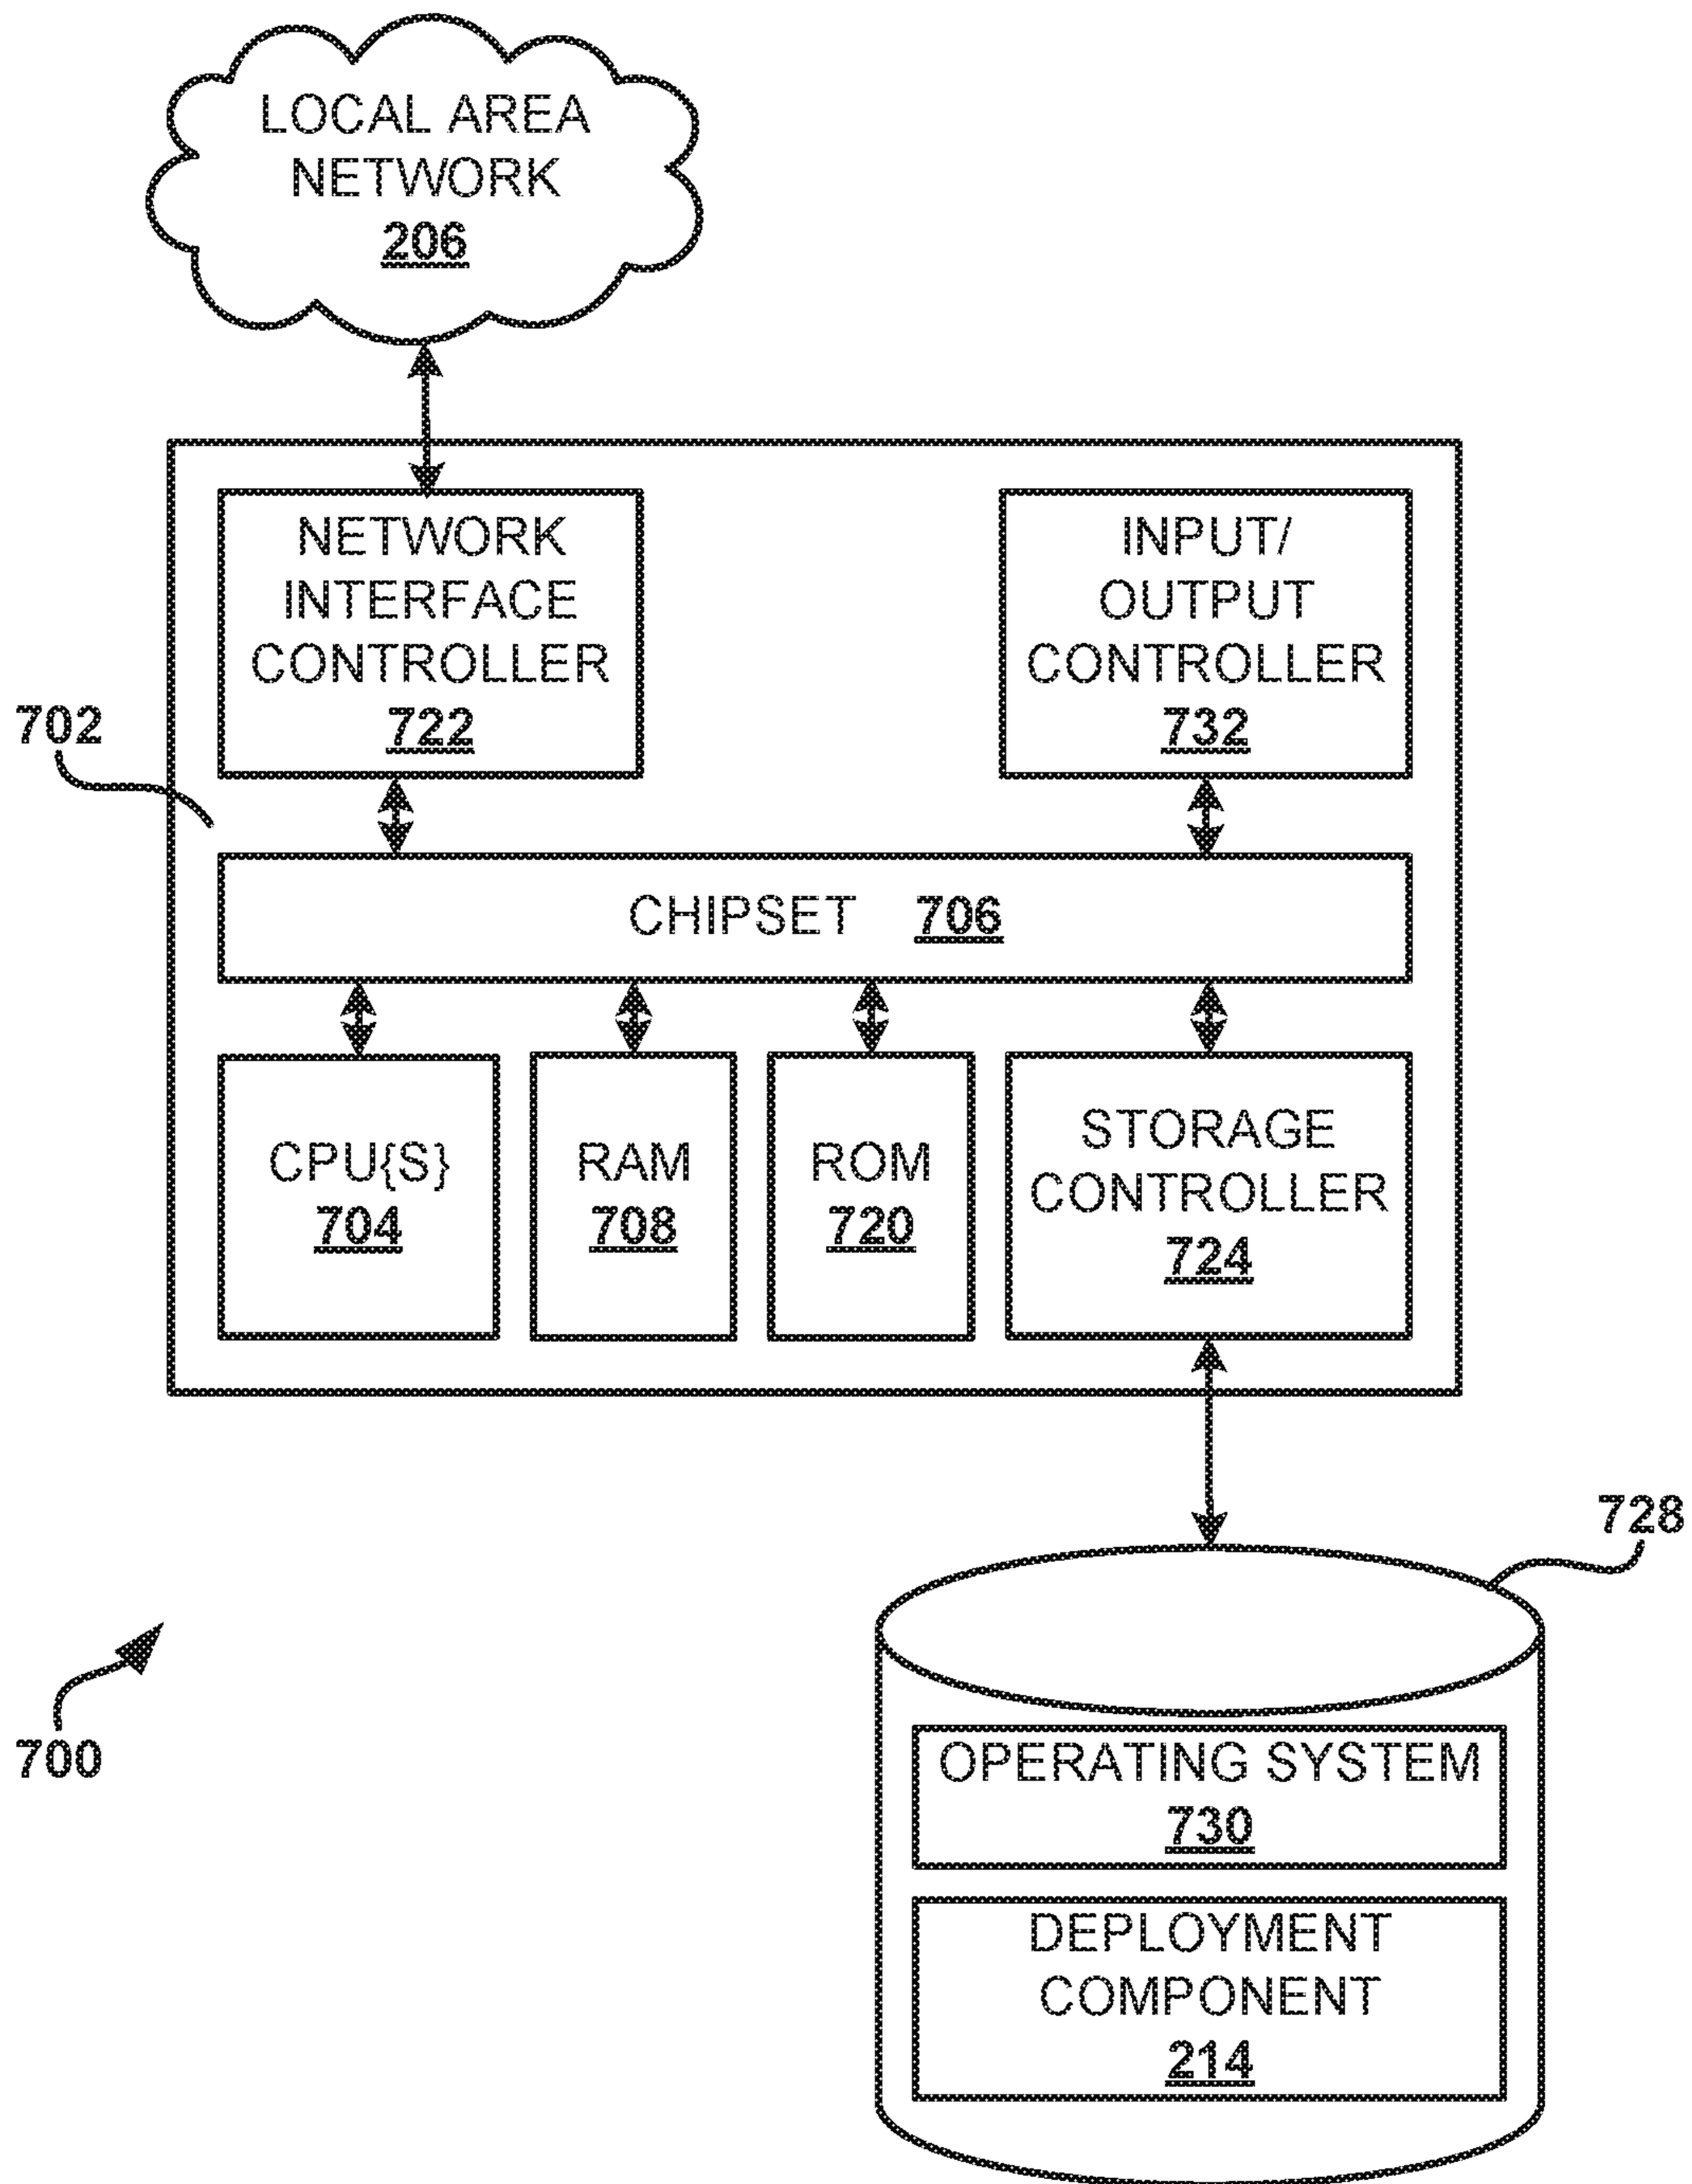 LOCAL AREA
NETWORK
206
NETWORK
INTERFACE
CONTROLLER
722
INPUT/
OUTPUT
CONTROLLER
732
702
CHIPSET 706
CPU{S}
704
RAM
708
ROM
720
STORAGE
CONTROLLER
724
728
700
OPERATING SYSTEM
730
DEPLOYMENT
COMPONENT
214